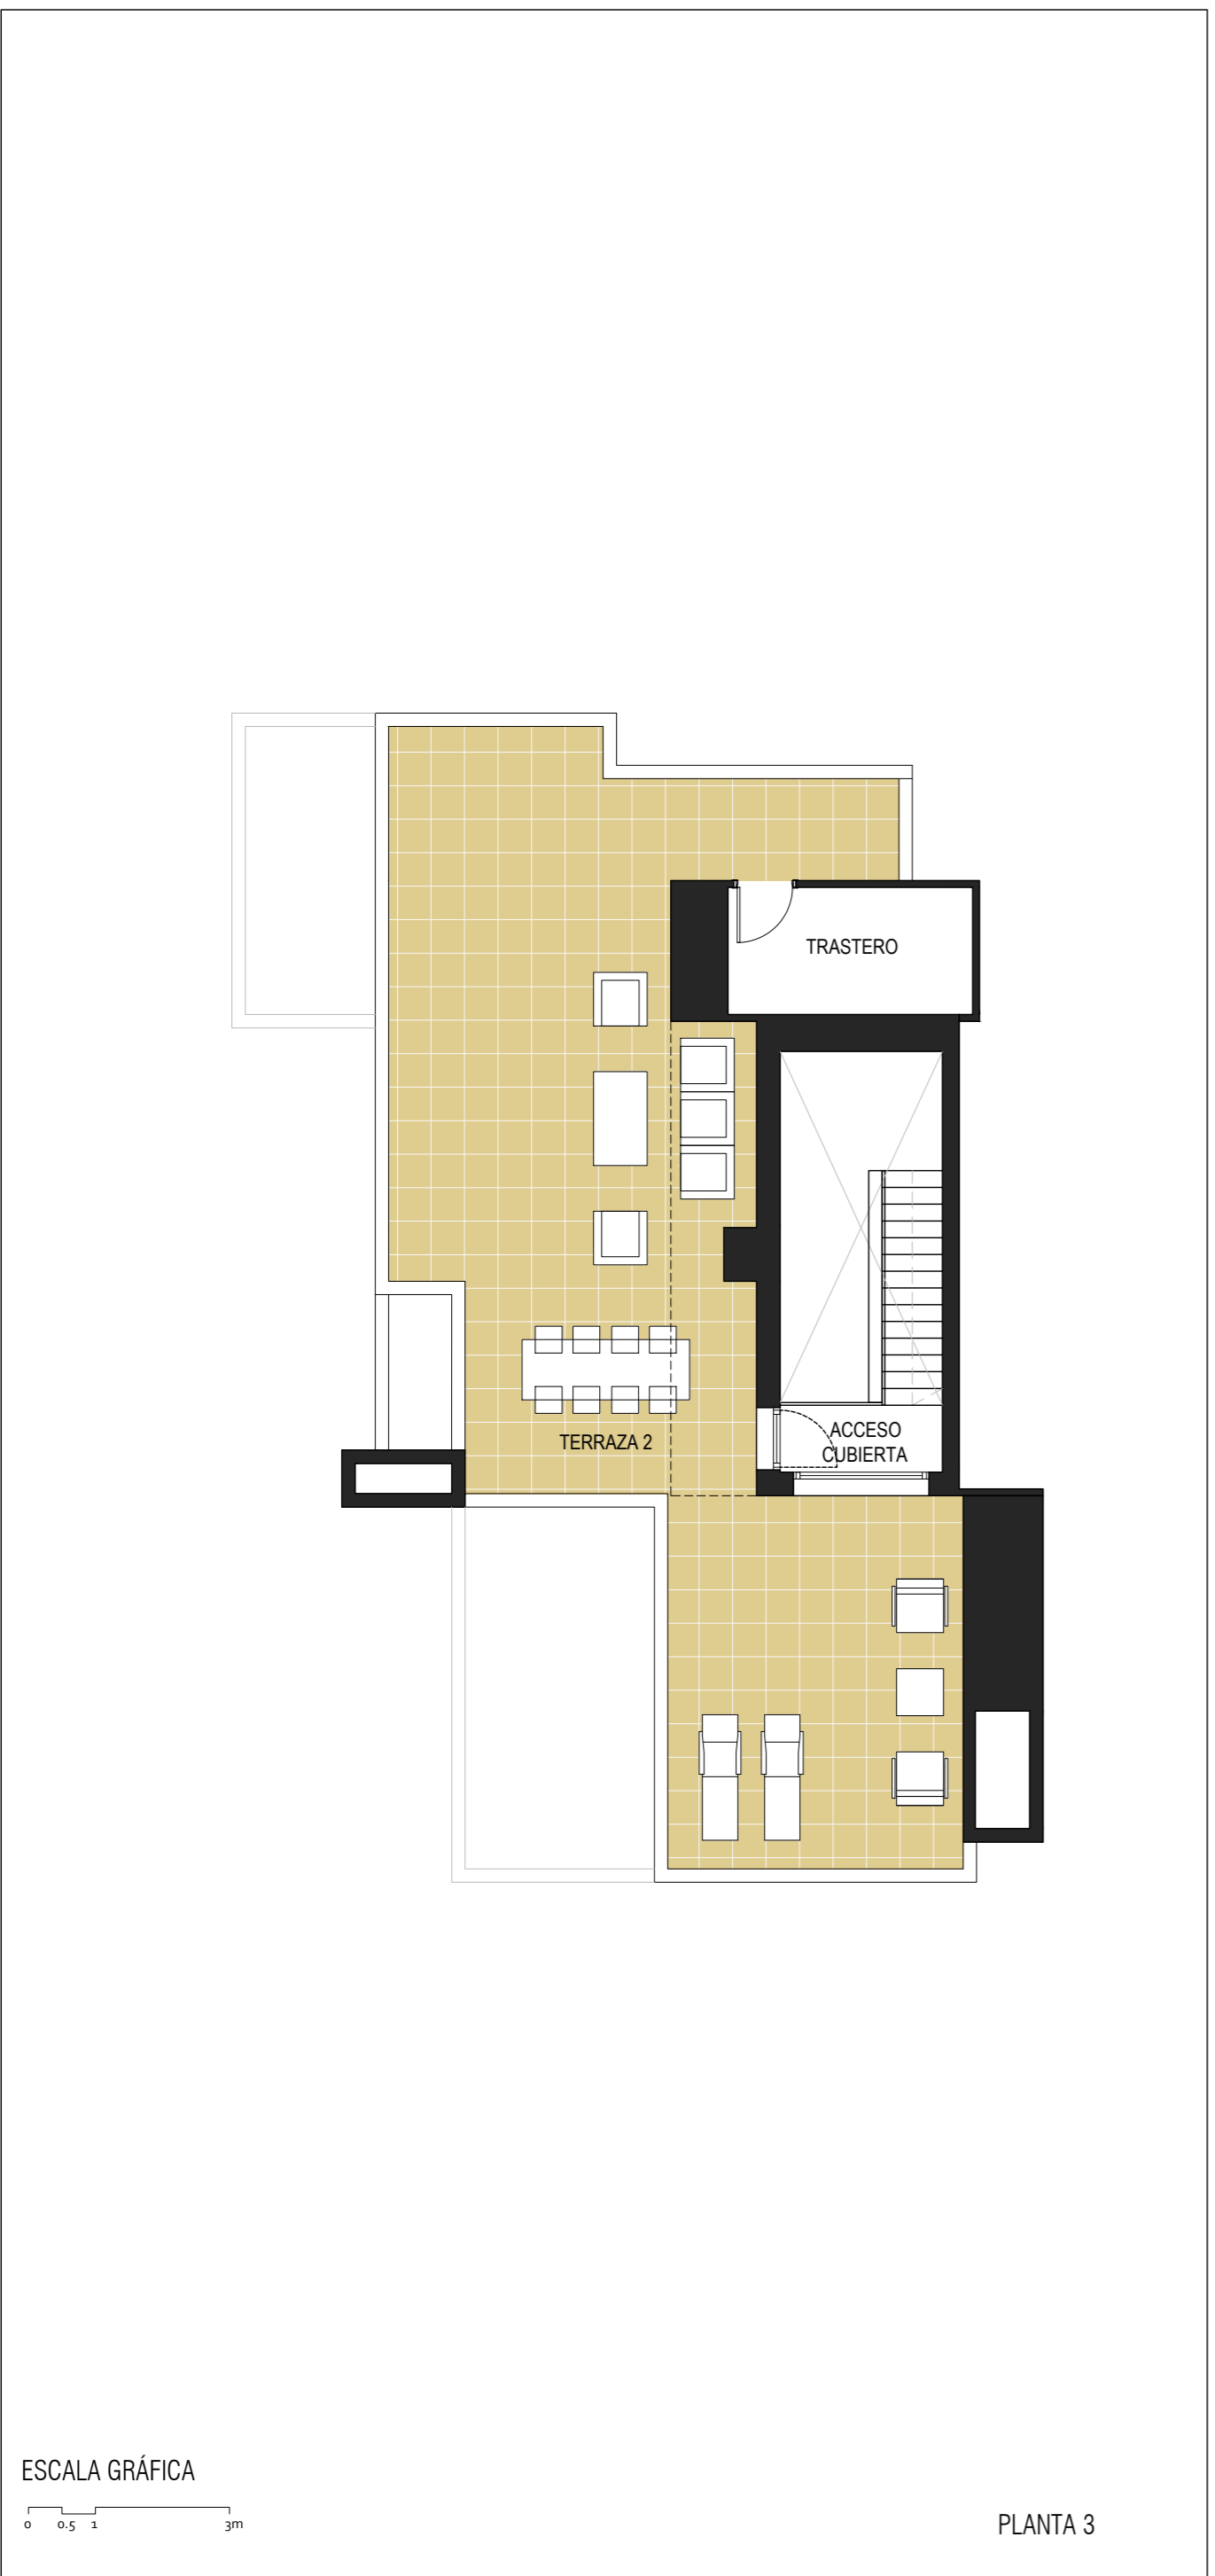 TRASTERO
ACCESO
CUBIERTA
TERRAZA 2
ESCALA GRÁFICA
0 0.5 1 3m
PLANTA 3